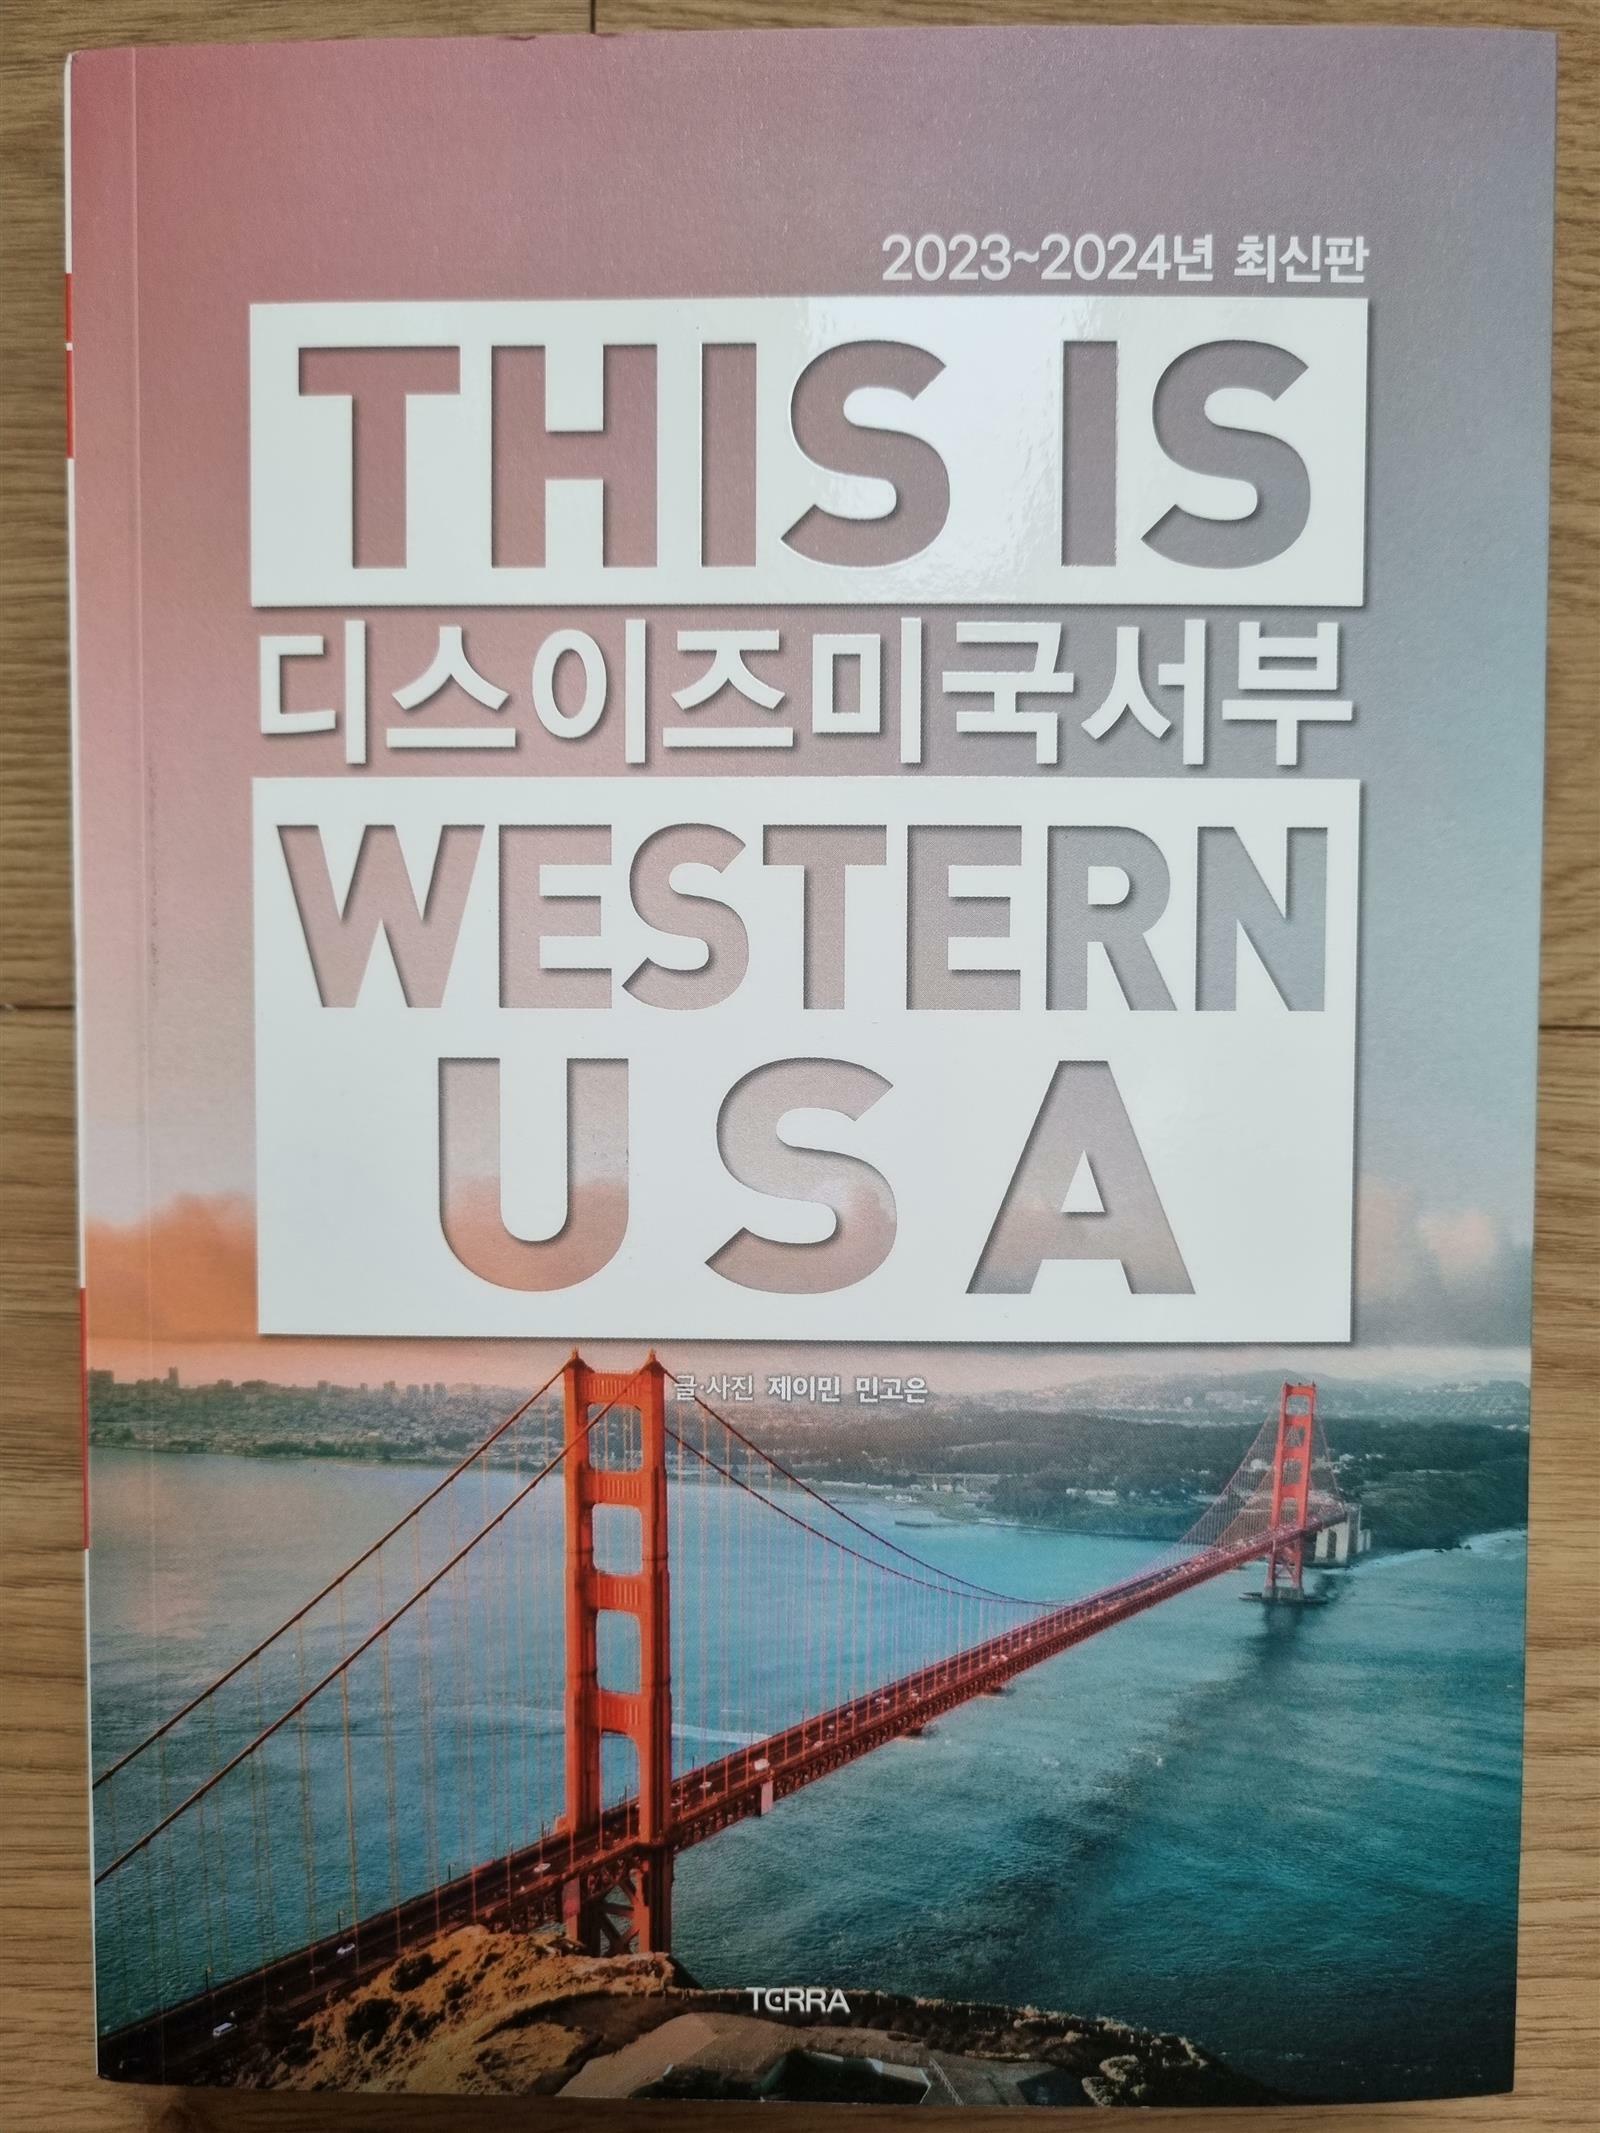 2023~2024년 최신판
THIS IS
디스이즈미국서부
WESTERN
USA
글·사진 제이민 민고은
TERRA